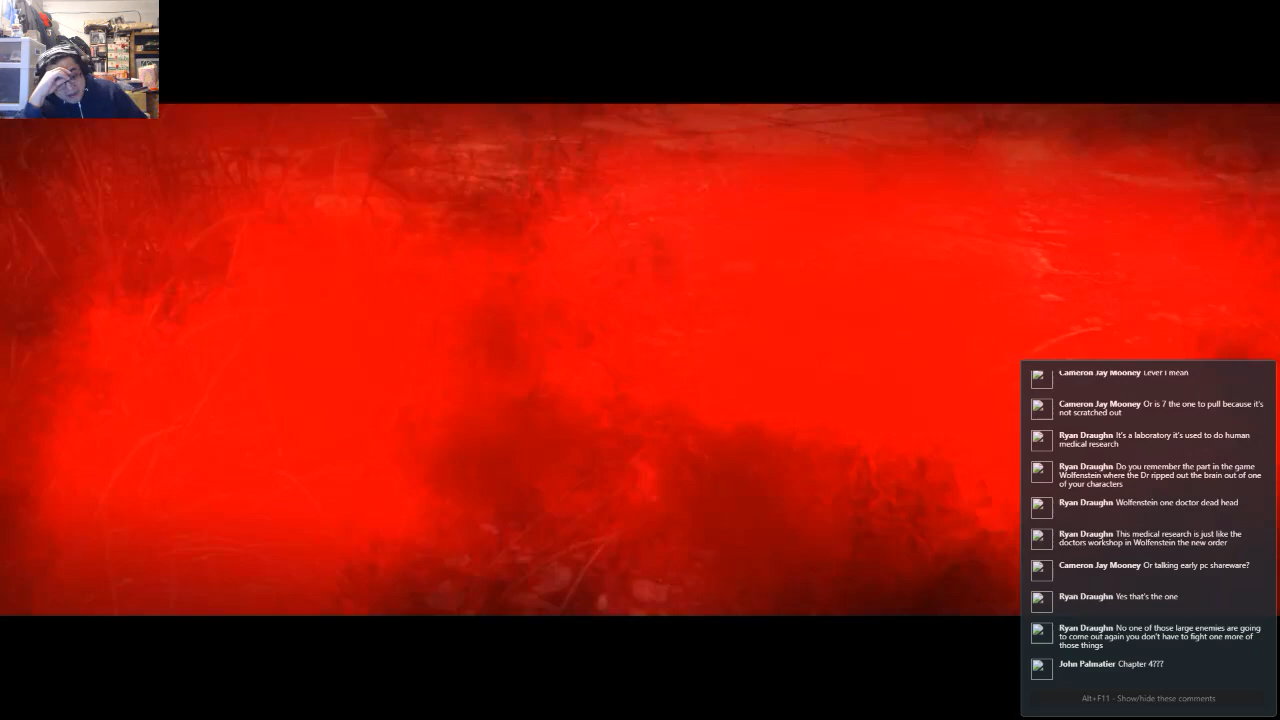 Cameron Jay Mooney Lever I mean
Cameron Jay Mooney Or is 7 the one to pull because it's
not scratched out
Ryan Draughn It's a laboratory it's used to do human
medical research
Ryan Draughn Do you remember the part in the game
Wolfenstein where the Dr ripped out the brain out of one
of your characters
Ryan Draughn Wolfenstein one doctor dead head
Ryan Draughn This medical research is just like the
doctors workshop in Wolfenstein the new order
Cameron Jay Mooney Or talking early pc shareware?
Ryan Draughn Yes that's the one
Ryan Draughn No one of those large enemies are going
to come out again you don't have to fight one more of
those things
John Palmatier Chapter 4???
Alt+F11 - Show/hide these comments